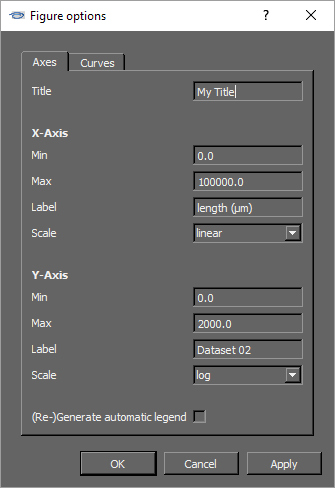 Figure options ?
Axes Curves
Title My Title
X-Axis
Min 0.0
Max 100000.0
Label length (µm)
Scale linear
Y-Axis
Min 0.0
Max 2000.0
Label Dataset 02
Scale log
(Re-)Generate automatic legend
OK Cancel Apply